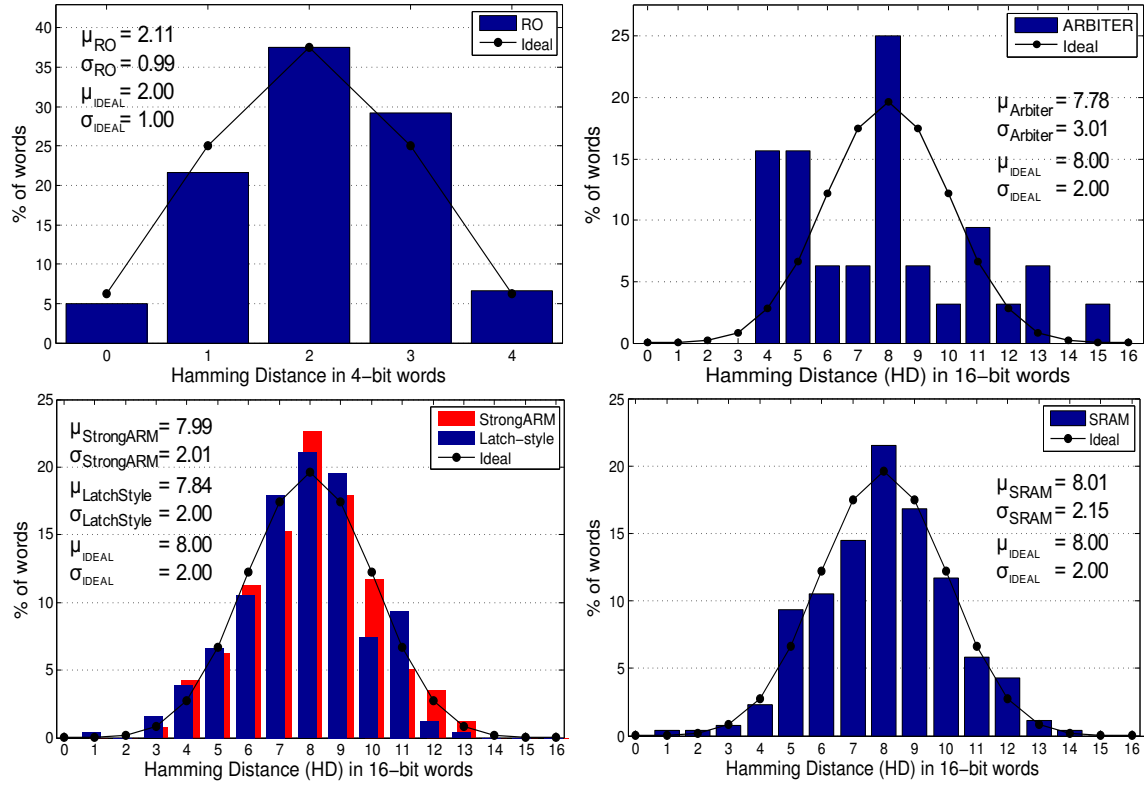 40
35
30
25
20
15
10
5
0
% of words
μRO = 2.11
σRO = 0.99
μIDEAL = 2.00
σIDEAL = 1.00
RO
Ideal
0 1 2 3 4
Hamming Distance in 4−bit words
25
20
15
10
5
0
% of words
ARBITER
Ideal
μArbiter = 7.78
σArbiter = 3.01
μIDEAL = 8.00
σIDEAL = 2.00
0 1 2 3 4 5 6 7 8 9 10 11 12 13 14 15 16
Hamming Distance (HD) in 16−bit words
25
20
15
10
5
0
% of words
μStrongARM = 7.99
σStrongARM = 2.01
μLatchStyle = 7.84
σLatchStyle = 2.00
μIDEAL = 8.00
σIDEAL = 2.00
StrongARM
Latch−style
Ideal
0 1 2 3 4 5 6 7 8 9 10 11 12 13 14 15 16
Hamming Distance (HD) in 16−bit words
25
20
15
10
5
0
% of words
SRAM
Ideal
μSRAM = 8.01
σSRAM = 2.15
μIDEAL = 8.00
σIDEAL = 2.00
0 1 2 3 4 5 6 7 8 9 10 11 12 13 14 15 16
Hamming Distance (HD) in 16−bit words